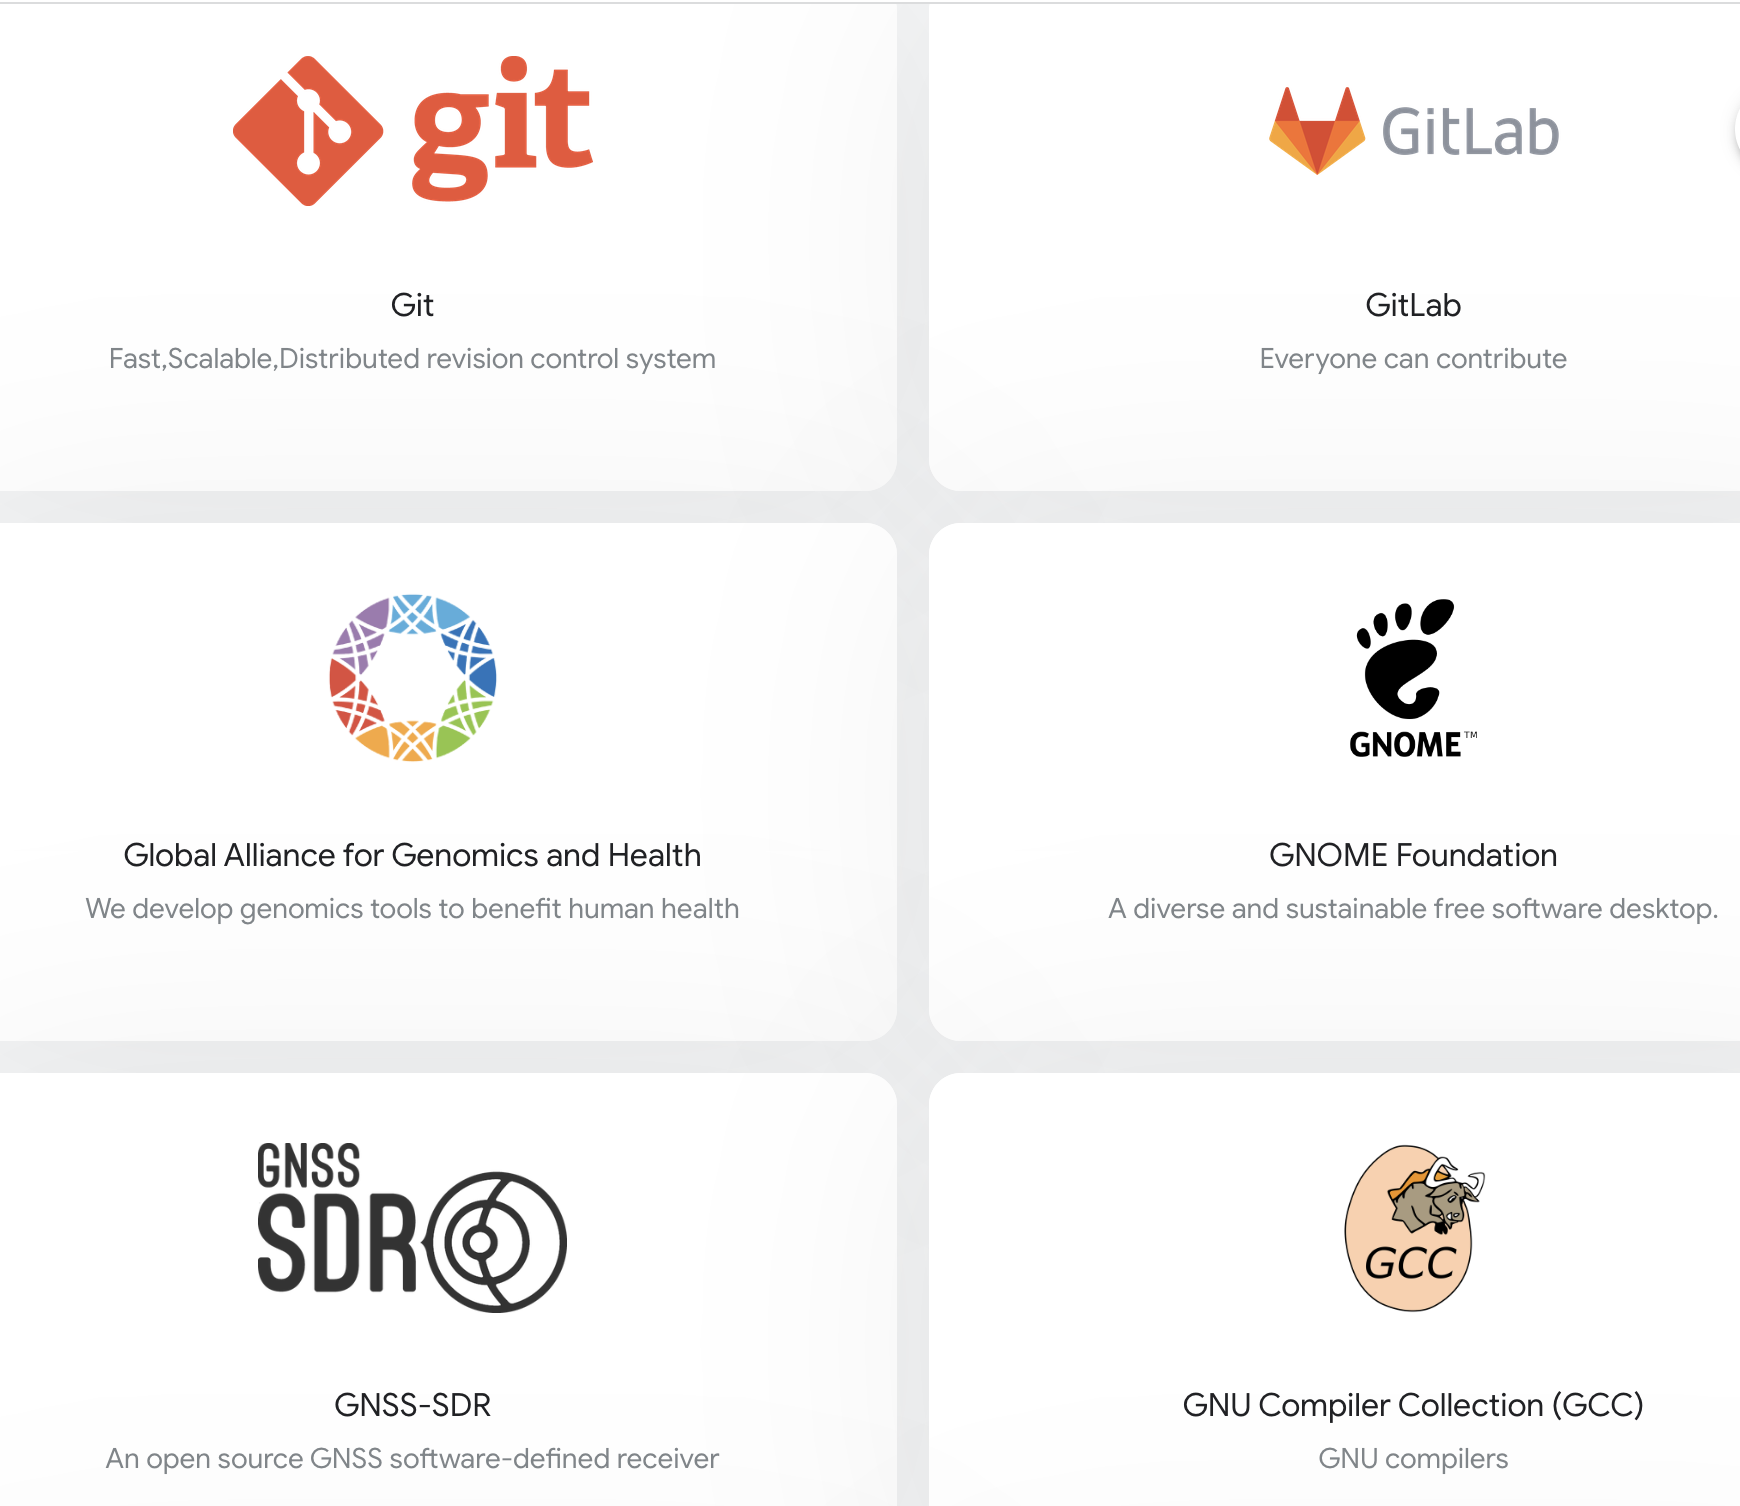 git
GitLab
Git
GitLab
Fast,Scalable,Distributed revision control system
Everyone can contribute
GNOME™
Global Alliance for Genomics and Health
GNOME Foundation
We develop genomics tools to benefit human health
A diverse and sustainable free software desktop.
GNSS
SDR
GCC
GNSS-SDR
GNU Compiler Collection (GCC)
An open source GNSS software-defined receiver
GNU compilers